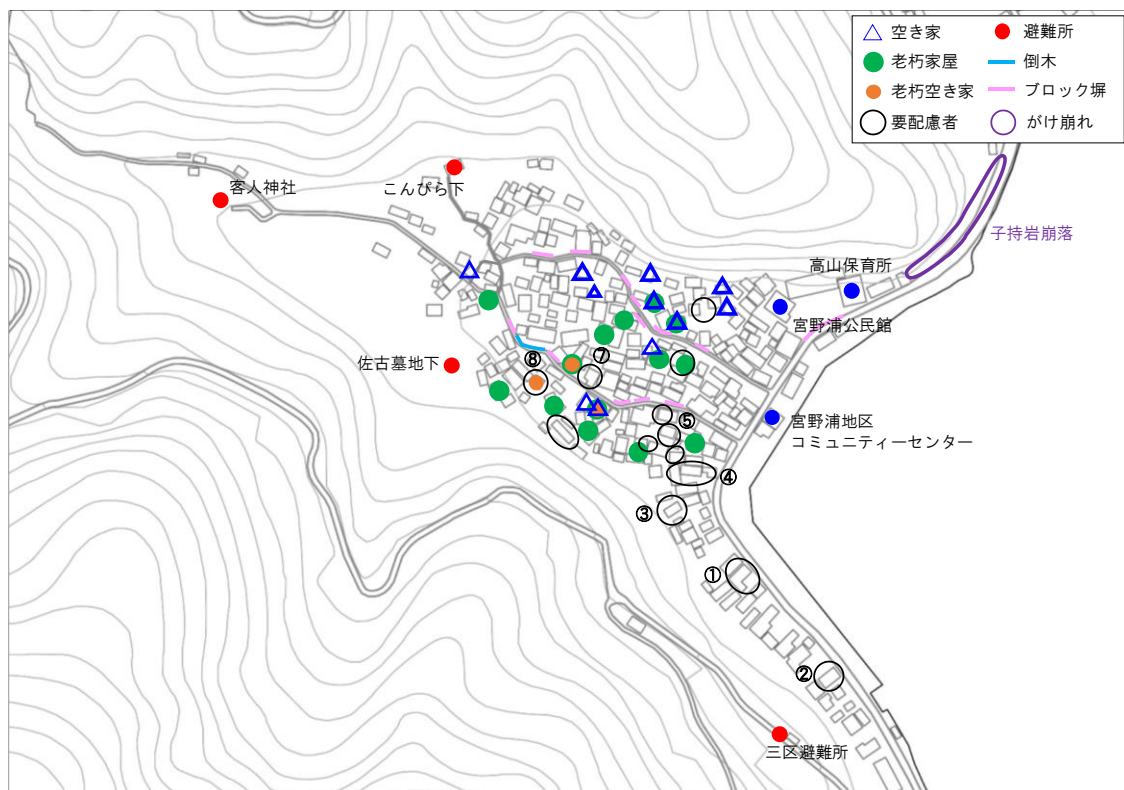 空き家
避難所
老朽家屋
倒木
老朽空き家
ブロック塀
要配慮者
がけ崩れ
客人神社
こんぴら下
子持岩崩落
高山保育所
宮野浦公民館
佐古墓地下
⑧
⑦
宮野浦地区
コミュニティーセンター
⑤
④
③
①
②
三区避難所